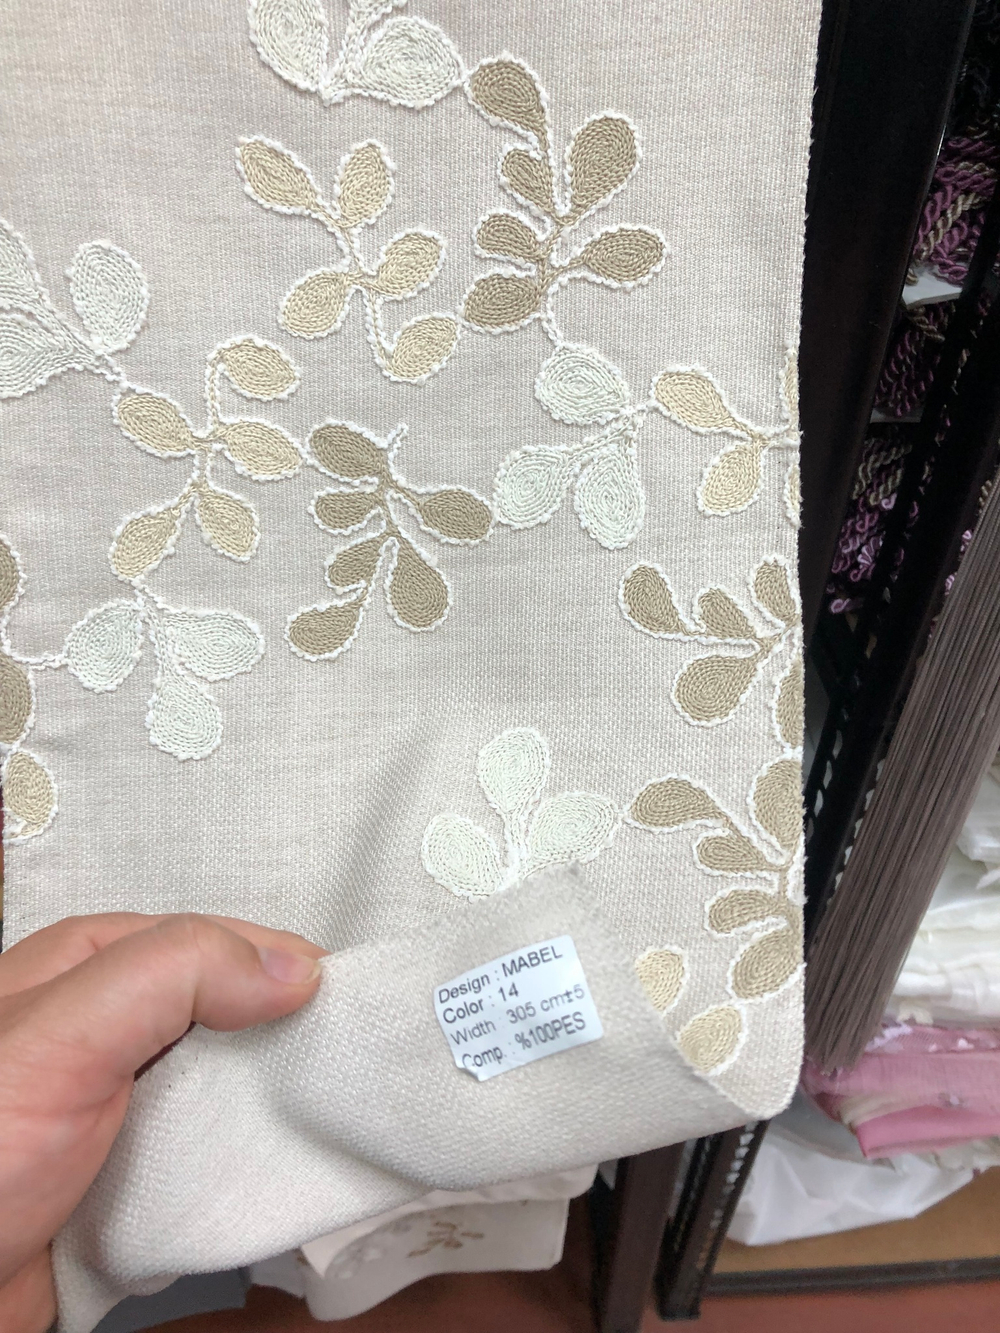 Design : MABEL
Color : 14
Width : 305 cm±5
Comp. : %100PES